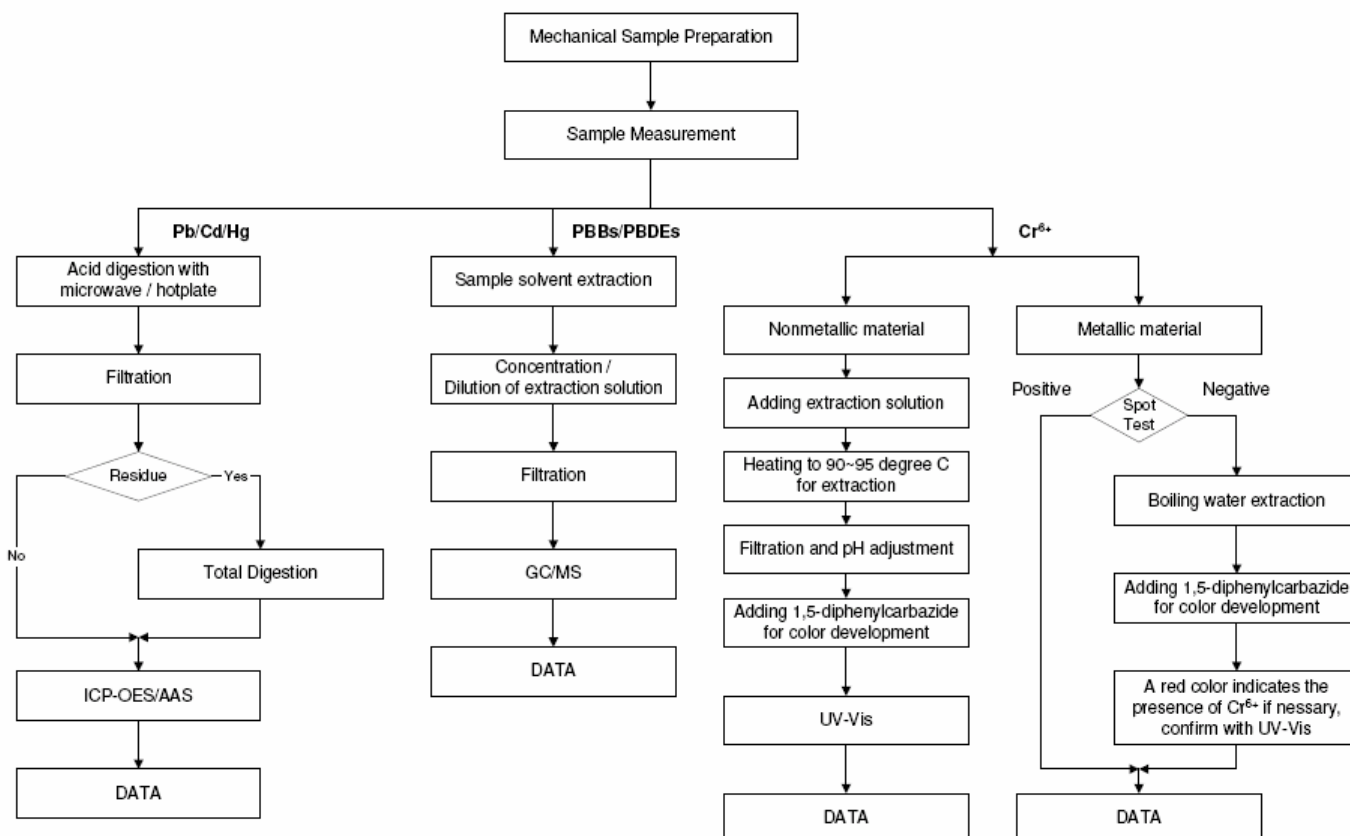 Mechanical Sample Preparation
Sample Measurement
Pb/Cd/Hg
PBBs/PBDEs
Cr⁶⁺
Acid digestion with
microwave / hotplate
Filtration
Residue
Yes
No
Total Digestion
ICP-OES/AAS
DATA
Sample solvent extraction
Concentration /
Dilution of extraction solution
Filtration
GC/MS
DATA
Nonmetallic material
Adding extraction solution
Heating to 90~95 degree C
for extraction
Filtration and pH adjustment
Adding 1,5-diphenylcarbazide
for color development
UV-Vis
DATA
Metallic material
Positive
Negative
Spot
Test
Boiling water extraction
Adding 1,5-diphenylcarbazide
for color development
A red color indicates the
presence of Cr⁶⁺ if nessary,
confirm with UV-Vis
DATA